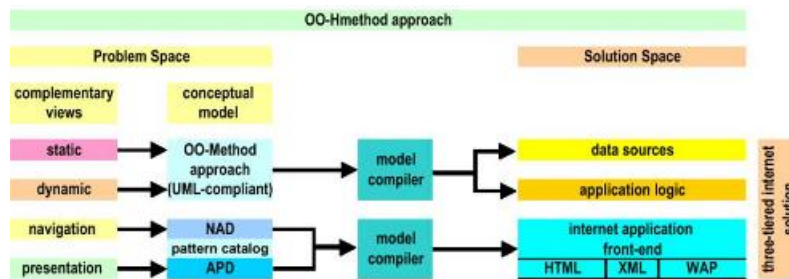 OO-Hmethod approach
Problem Space
Solution Space
complementary
views
conceptual
model
static
dynamic
OO-Method
approach
(UML-compliant)
model
compiler
data sources
application logic
navigation
presentation
NAD
pattern catalog
APD
model
compiler
internet application
front-end
HTML
XML
WAP
three-tiered internet
solution